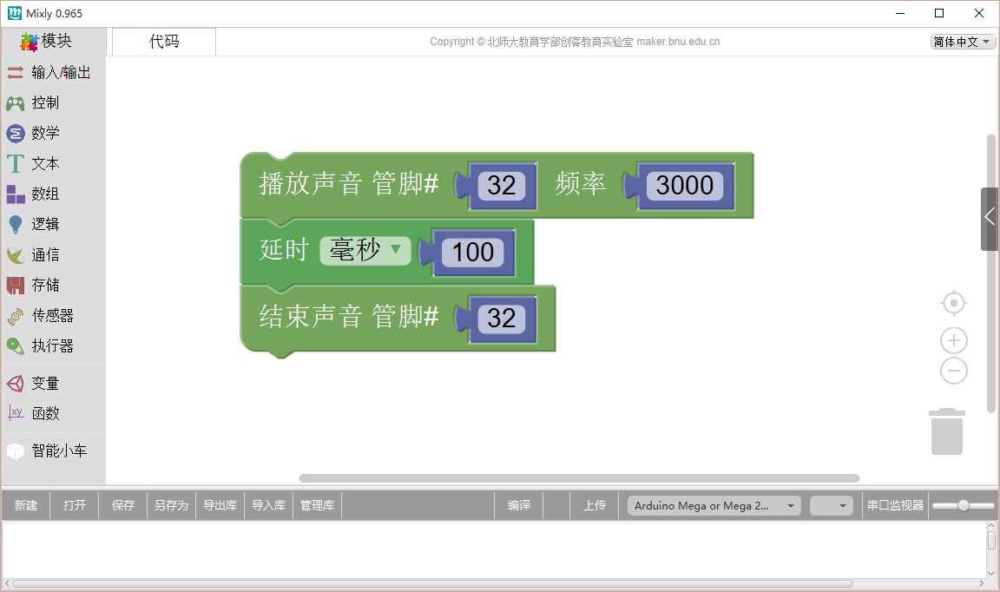 Mixly 0.965
模块
代码
Copyright © 北师大教育学部创客教育实验室 maker.bnu.edu.cn
简体中文
输入/输出
控制
数学
文本
数组
逻辑
通信
存储
传感器
执行器
变量
函数
智能小车
播放声音 管脚# 32 频率 3000
延时 毫秒 100
结束声音 管脚# 32
新建 打开 保存 另存为 导出库 导入库 管理库 编译 上传 Arduino Mega or Mega 2... 串口监视器